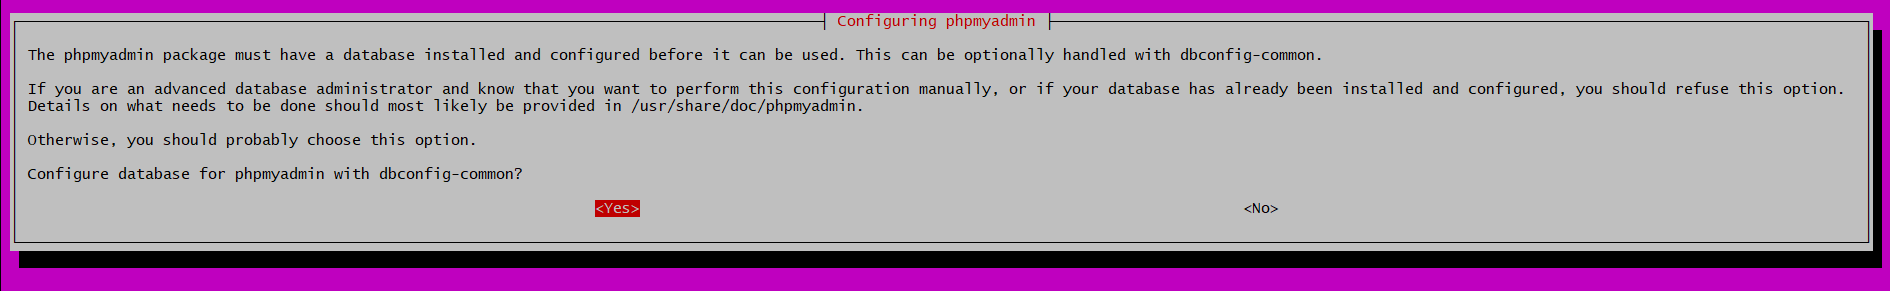 Configuring phpmyadmin
The phpmyadmin package must have a database installed and configured before it can be used. This can be optionally handled with dbconfig-common.
If you are an advanced database administrator and know that you want to perform this configuration manually, or if your database has already been installed and configured, you should refuse this option.
Details on what needs to be done should most likely be provided in /usr/share/doc/phpmyadmin.
Otherwise, you should probably choose this option.
Configure database for phpmyadmin with dbconfig-common?
<Yes> <No>